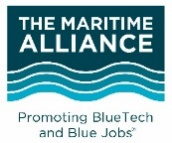 THE MARITIME
ALLIANCE
Promoting BlueTech
and Blue Jobs®